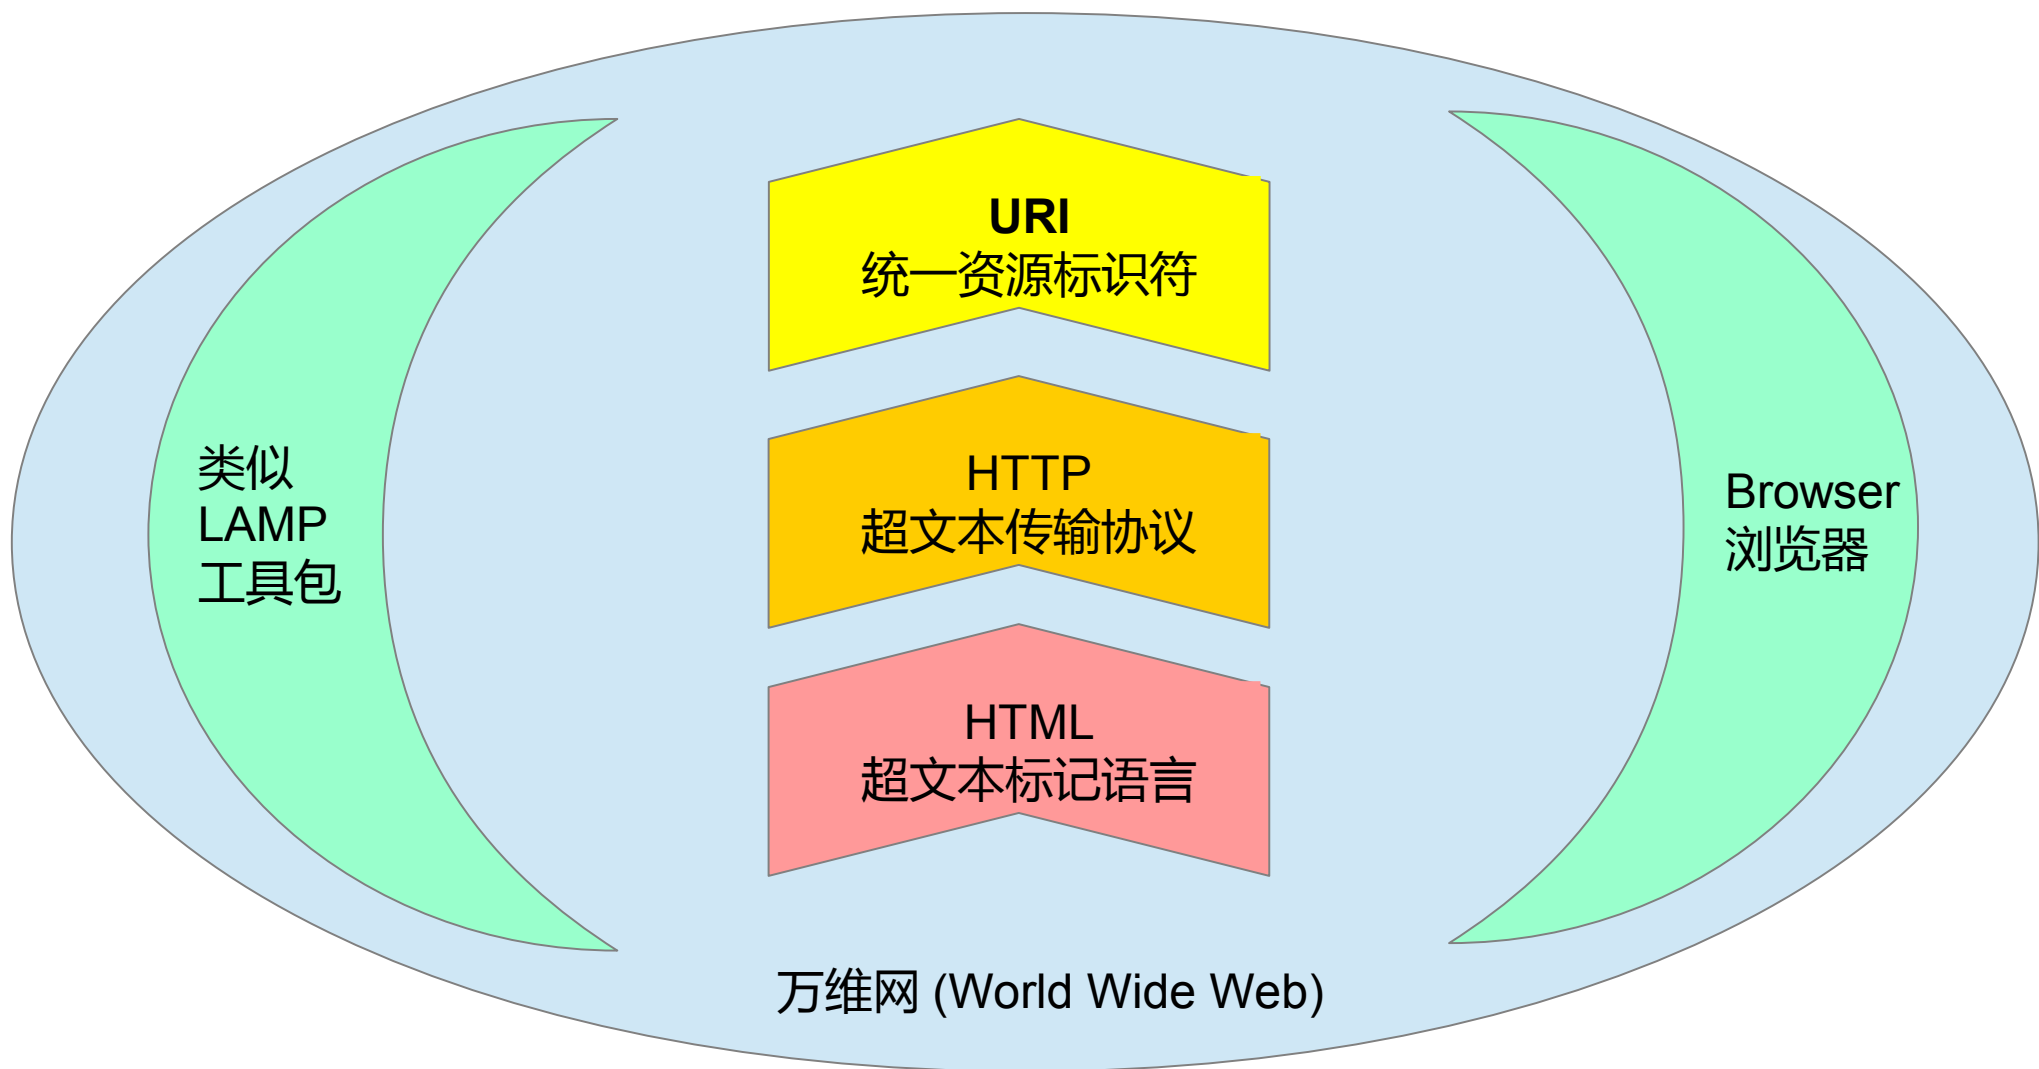 URI
统一资源标识符
HTTP
超文本传输协议
HTML
超文本标记语言
类似
LAMP
工具包
Browser
浏览器
万维网 (World Wide Web)